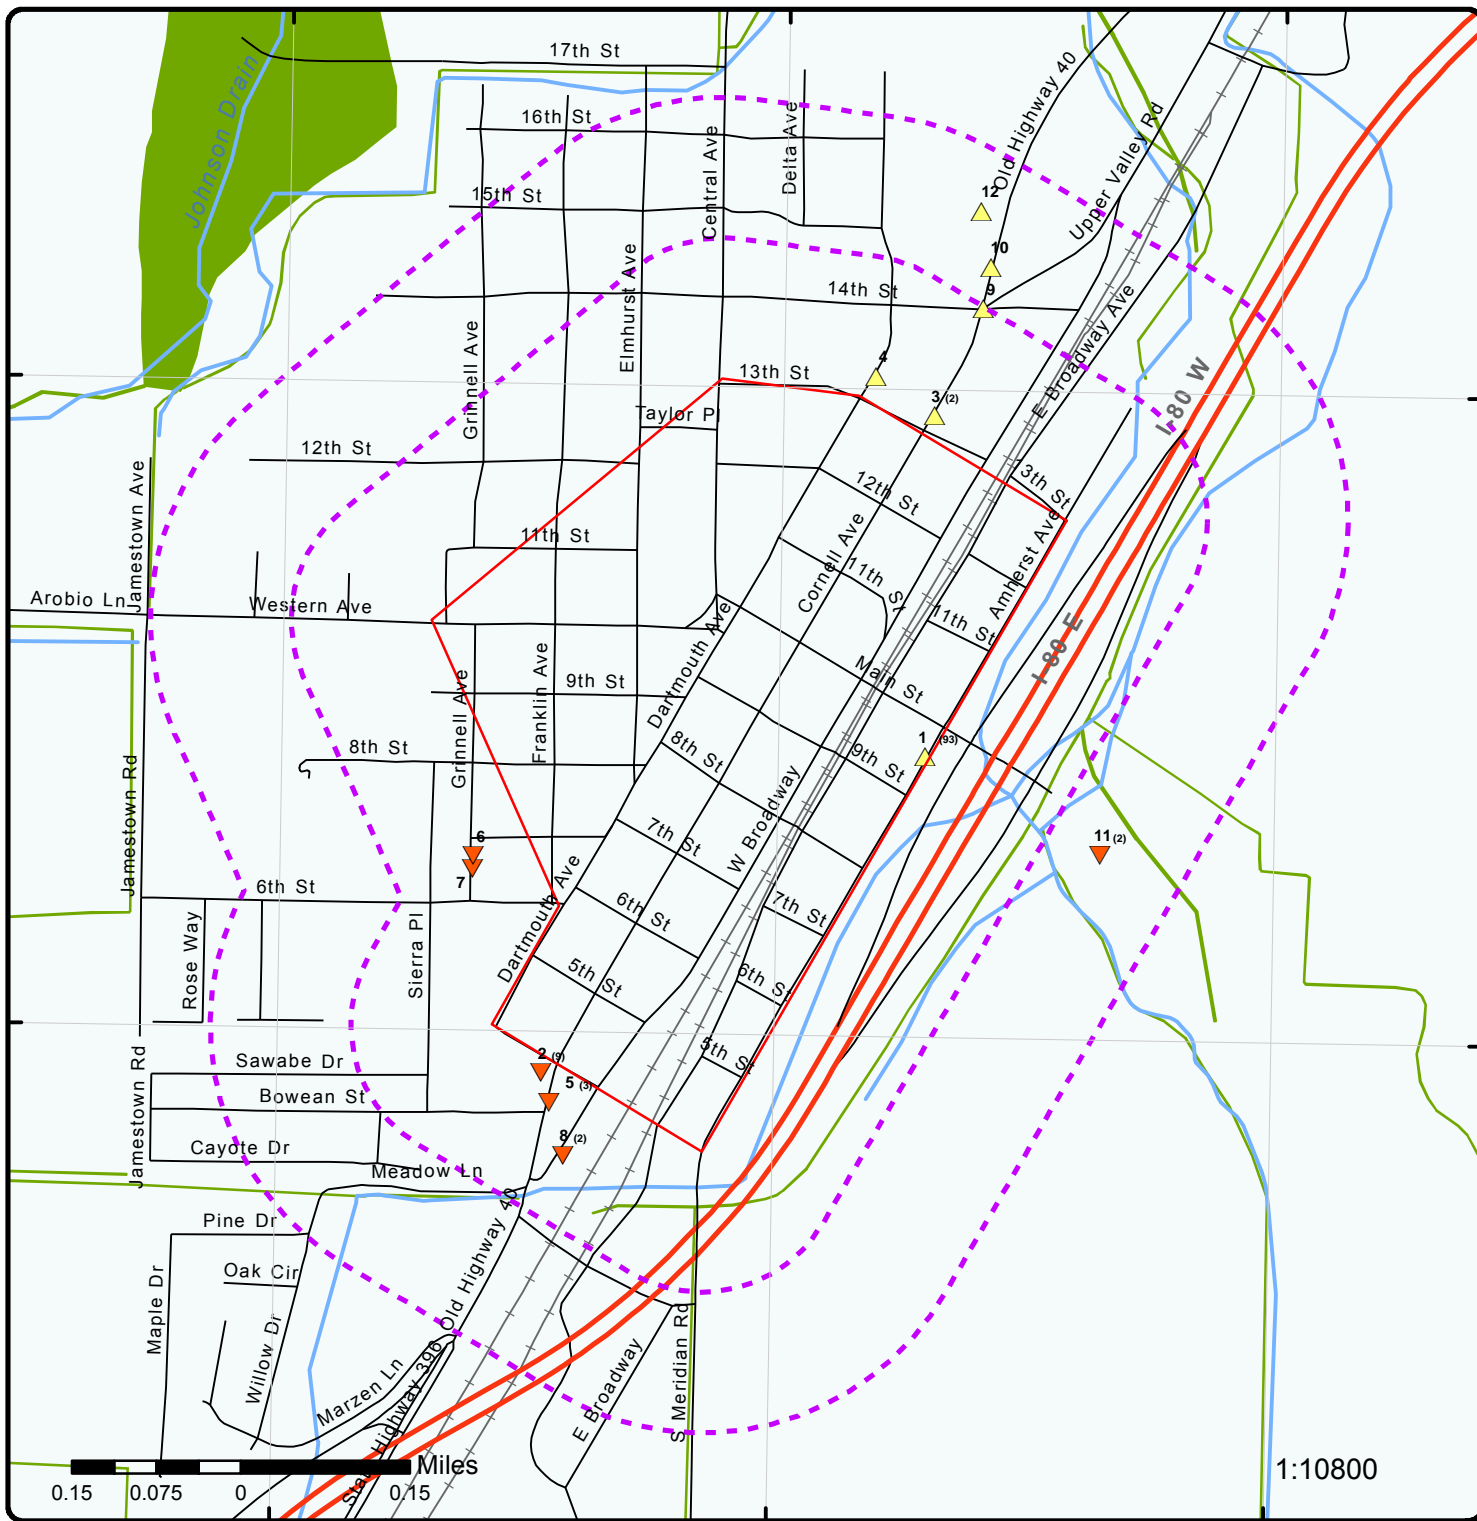 17th St
Old Highway 40
Johnson Drain
16th St
Delta Ave
Upper Valley Rd
Central Ave
15th St
12
10
9
Elmhurst Ave
14th St
E Broadway Ave
Grinnell Ave
4
13th St
3 (2)
I-80 W
Taylor Pl
12th St
3th St
12th St
Jamestown Ave
11th St
Cornell Ave
11th St
Amherst Ave
Arobio Ln
Western Ave
11th St
I-80 E
Dartmouth Ave
Main St
9th St
Grinnell Ave
Franklin Ave
8th St
8th St
1 (93)
9th St
Jamestown Rd
W Broadway
6
7th St
11 (2)
7
6th St
Dartmouth Ave
6th St
7th St
Rose Way
Sierra Pl
5th St
6th St
Sawabe Dr
2 (9)
5th St
Jamestown Rd
Bowean St
5 (3)
Cayote Dr
8 (2)
Meadow Ln
Pine Dr
Old Highway 40
Oak Cir
Maple Dr
Willow Dr
Marzen Ln
State Highway 396
E Broadway
S Meridian Rd
Miles
0.15 0.075 0 0.15
1:10800